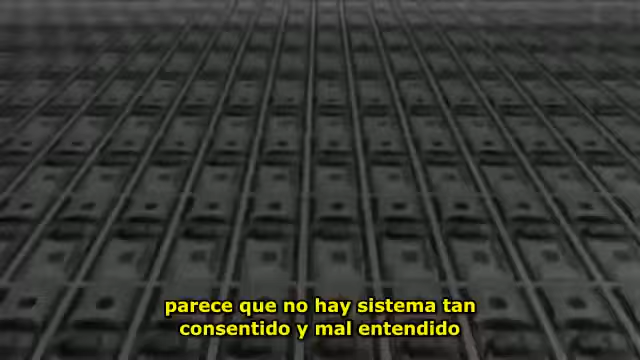 parece que no hay sistema tan
consentido y mal entendido